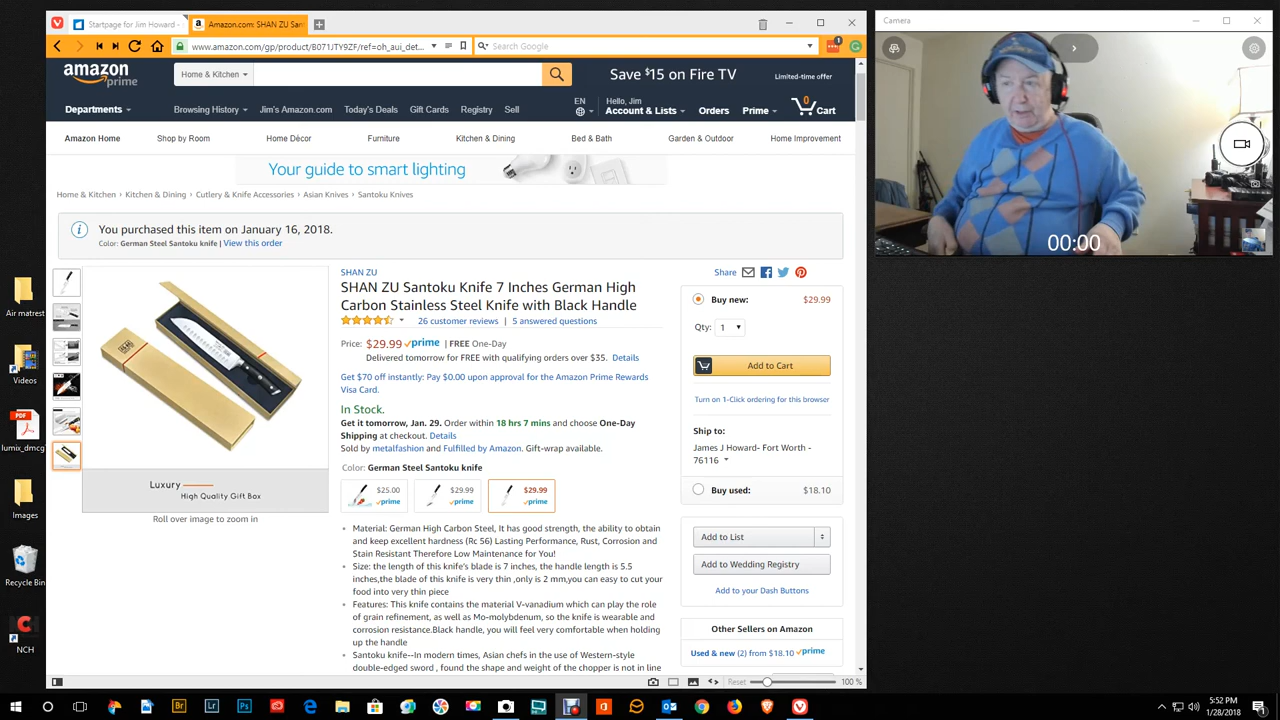 Startpage for Jim Howard -
Amazon.com: SHAN ZU San
Camera
www.amazon.com/gp/product/B071JTY9ZF/ref=oh_aui_det...
Search Google
1
amazon
prime
Home & Kitchen
Save $15 on Fire TV
Limited-time offer
Departments
Browsing History
Jim's Amazon.com
Today's Deals
Gift Cards
Registry
Sell
EN
Hello, Jim
Account & Lists
Orders
Prime
0
Cart
Amazon Home
Shop by Room
Home Décor
Furniture
Kitchen & Dining
Bed & Bath
Garden & Outdoor
Home Improvement
Your guide to smart lighting
Home & Kitchen › Kitchen & Dining › Cutlery & Knife Accessories › Asian Knives › Santoku Knives
You purchased this item on January 16, 2018.
Color: German Steel Santoku knife | View this order
00:00
SHAN ZU
SHAN ZU Santoku Knife 7 Inches German High
Carbon Stainless Steel Knife with Black Handle
26 customer reviews | 5 answered questions
Price: $29.99 prime | FREE One-Day
Delivered tomorrow for FREE with qualifying orders over $35. Details
Get $70 off instantly: Pay $0.00 upon approval for the Amazon Prime Rewards
Visa Card.
In Stock.
Get it tomorrow, Jan. 29. Order within 18 hrs 7 mins and choose One-Day
Shipping at checkout. Details
Sold by metalfashion and Fulfilled by Amazon. Gift-wrap available.
Color: German Steel Santoku knife
$25.00
prime
$29.99
prime
$29.99
prime
Material: German High Carbon Steel, It has good strength, the ability to obtain
and keep excellent hardness (Rc 56) Lasting Performance, Rust, Corrosion and
Stain Resistant Therefore Low Maintenance for You!
Size: the length of this knife's blade is 7 inches, the handle length is 5.5
inches,the blade of this knife is very thin ,only is 2 mm,you can easy to cut your
food into very thin piece
Features: This knife contains the material V-vanadium which can play the role
of grain refinement, as well as Mo-molybdenum, so the knife is wearable and
corrosion resistance.Black handle, you will feel very comfortable when holding
up the handle
Santoku knife--In modern times, Asian chefs in the use of Western-style
double-edged sword , found the shape and weight of the chopper is not in line
Luxury
High Quality Gift Box
Roll over image to zoom in
Share
Buy new:
$29.99
Qty: 1
Add to Cart
Turn on 1-Click ordering for this browser
Ship to:
James J Howard- Fort Worth -
76116
Buy used:
$18.10
Add to List
Add to Wedding Registry
Add to your Dash Buttons
Other Sellers on Amazon
Used & new (2) from $18.10 prime
Reset
100 %
Air matrest
Videos
PDF
lumix_dmcg
Images
Recycle Bin
NCH
Br
Lr
Ps
5:52 PM
1/28/2018